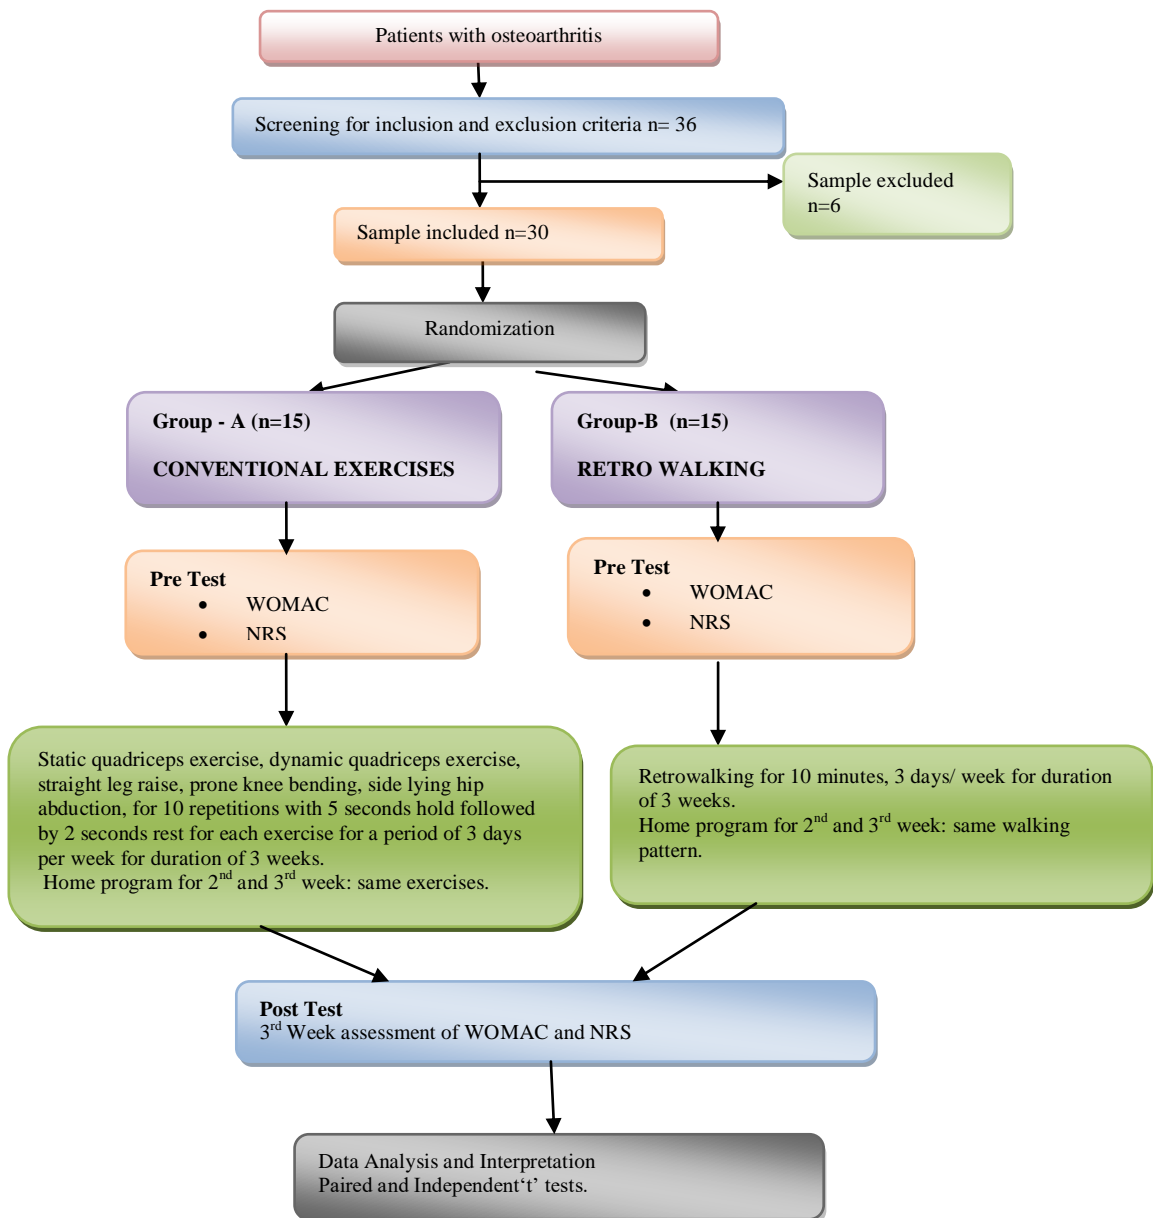 Patients with osteoarthritis
Screening for inclusion and exclusion criteria n= 36
Sample excluded
n=6
Sample included n=30
Randomization
Group - A (n=15)
CONVENTIONAL EXERCISES
Group-B (n=15)
RETRO WALKING
Pre Test
• WOMAC
• NRS
Pre Test
• WOMAC
• NRS
Static quadriceps exercise, dynamic quadriceps exercise,
straight leg raise, prone knee bending, side lying hip
abduction, for 10 repetitions with 5 seconds hold followed
by 2 seconds rest for each exercise for a period of 3 days
per week for duration of 3 weeks.
Home program for 2nd and 3rd week: same exercises.
Retrowalking for 10 minutes, 3 days/ week for duration
of 3 weeks.
Home program for 2nd and 3rd week: same walking
pattern.
Post Test
3rd Week assessment of WOMAC and NRS
Data Analysis and Interpretation
Paired and Independent‘t’ tests.